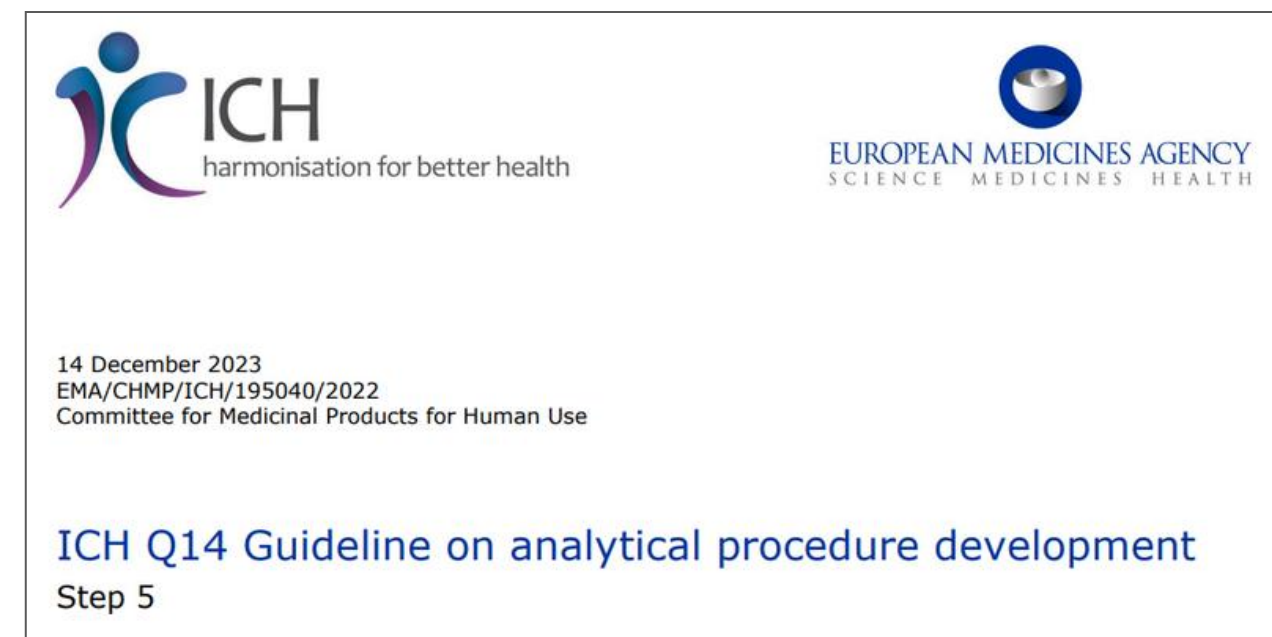 ICH
harmonisation for better health
EUROPEAN MEDICINES AGENCY
SCIENCE MEDICINES HEALTH
14 December 2023
EMA/CHMP/ICH/195040/2022
Committee for Medicinal Products for Human Use
ICH Q14 Guideline on analytical procedure development
Step 5